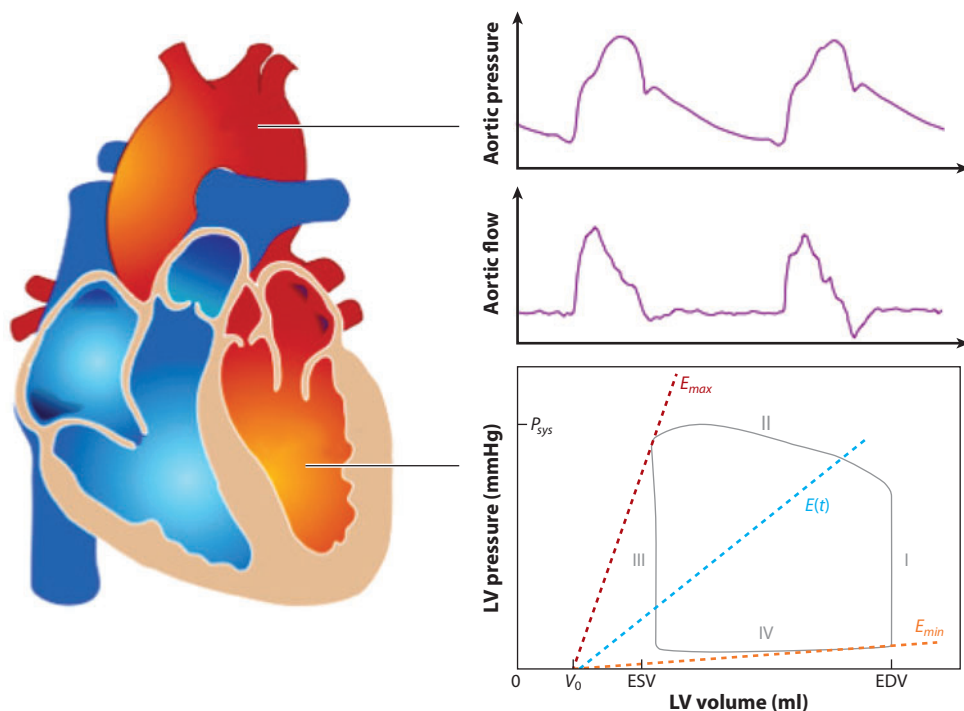 Aortic pressure
Aortic flow
LV pressure (mmHg)
P_sys
E_max
II
E(t)
III
I
IV
E_min
0
V_0
ESV
EDV
LV volume (ml)